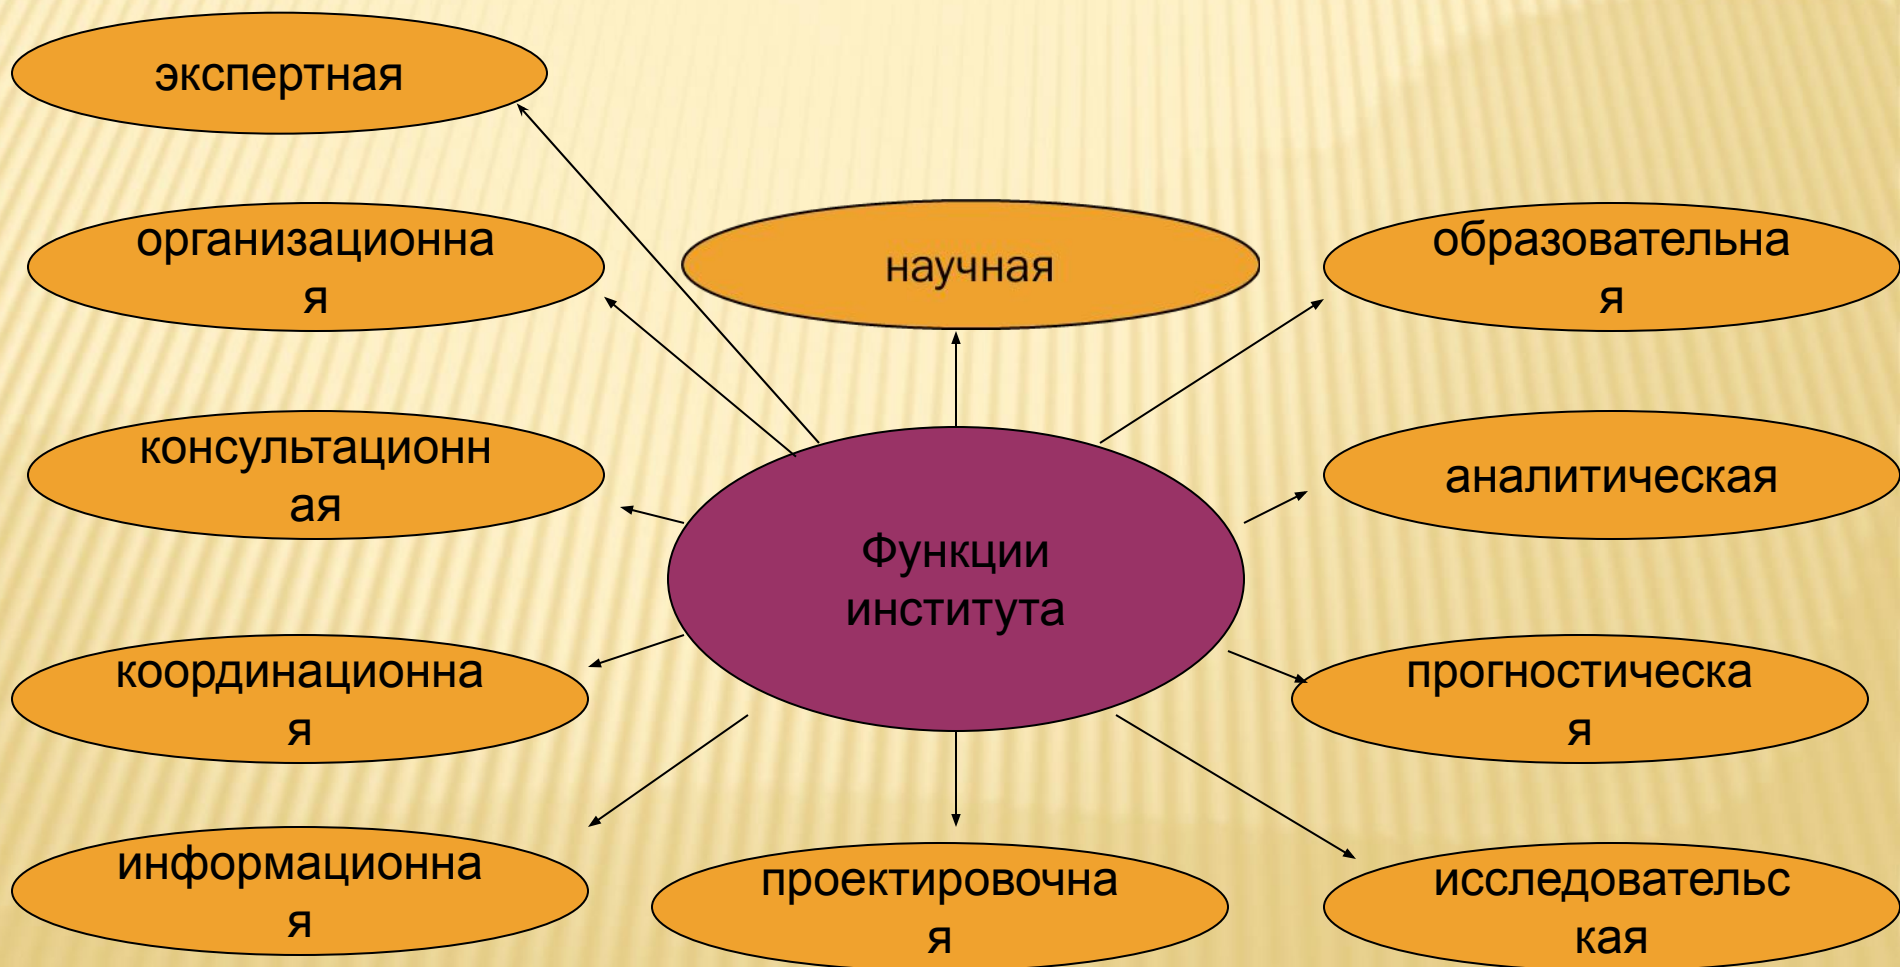 экспертная
организационна
я
научная
образовательна
я
консультационн
ая
аналитическая
Функции
института
координационна
я
прогностическа
я
информационна
я
проектировочна
я
исследовательс
кая